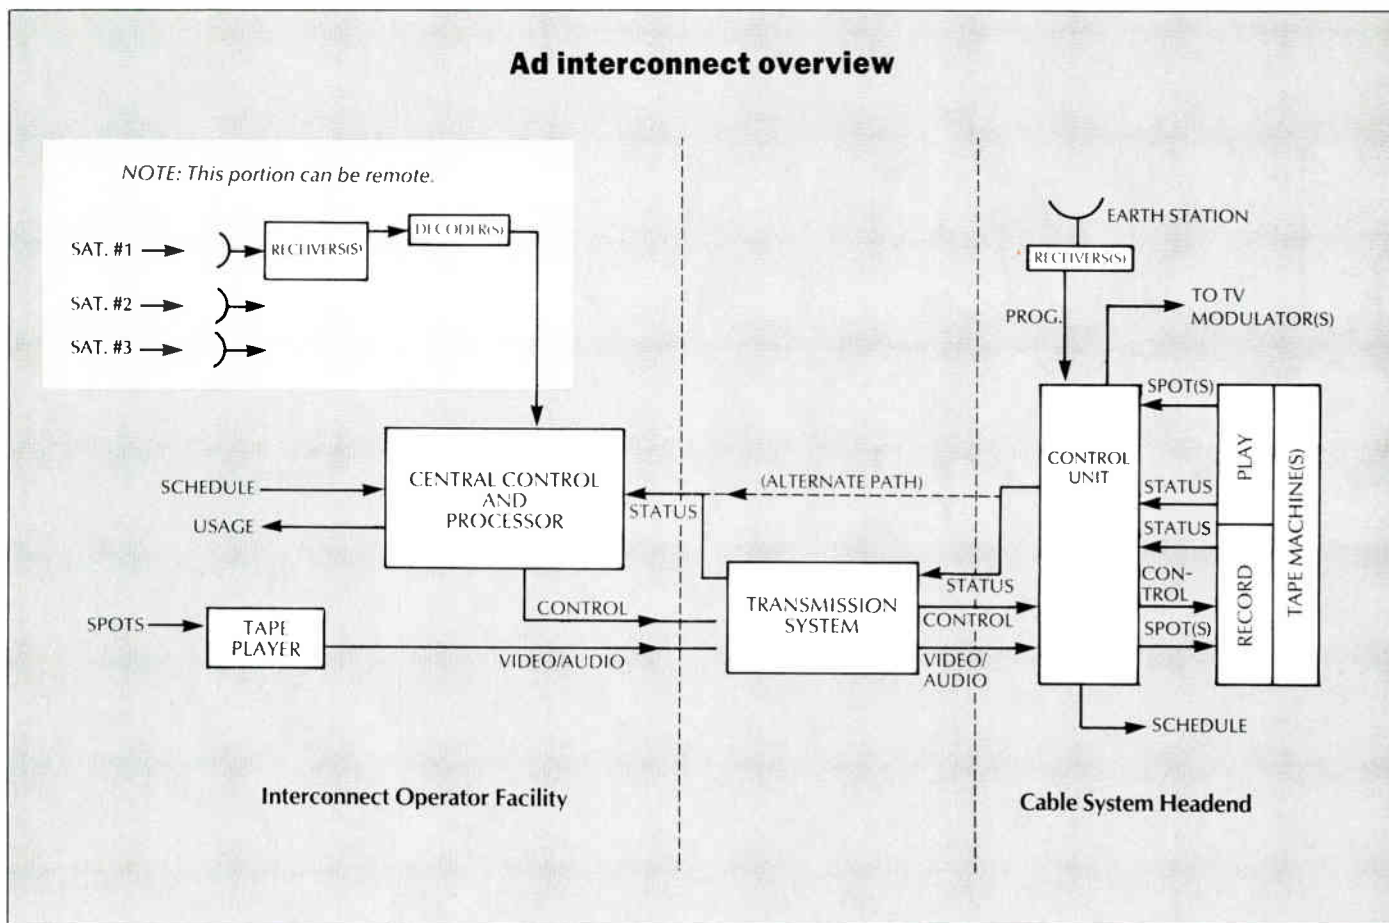 Ad interconnect overview
NOTE: This portion can be remote.
SAT. #1
RECEIVERS(S)
DECODER(S)
SAT. #2
SAT. #3
EARTH STATION
RECEIVERS(S)
PROG.
TO TV
MODULATOR(S)
SCHEDULE
USAGE
CENTRAL CONTROL
AND
PROCESSOR
STATUS
(ALTERNATE PATH)
CONTROL
UNIT
SPOT(S)
STATUS
STATUS
CON-
TROL
SPOT(S)
PLAY
RECORD
TAPE MACHINE(S)
SPOTS
TAPE
PLAYER
CONTROL
VIDEO/AUDIO
TRANSMISSION
SYSTEM
STATUS
CONTROL
VIDEO/
AUDIO
SCHEDULE
Interconnect Operator Facility
Cable System Headend